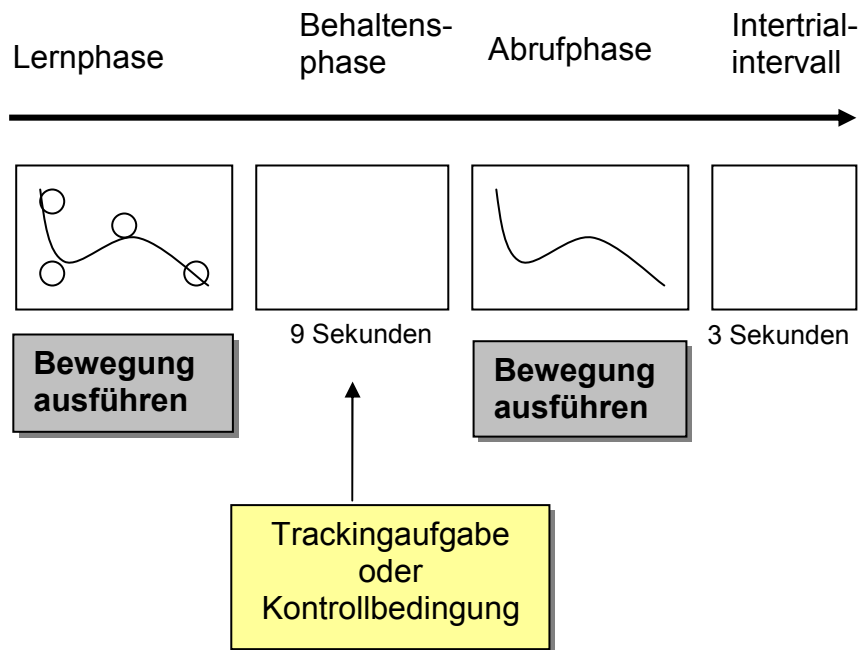 Lernphase
Behaltens-
phase
Abrufphase
Intertrial-
intervall
9 Sekunden
3 Sekunden
Bewegung
ausführen
Bewegung
ausführen
Trackingaufgabe
oder
Kontrollbedingung